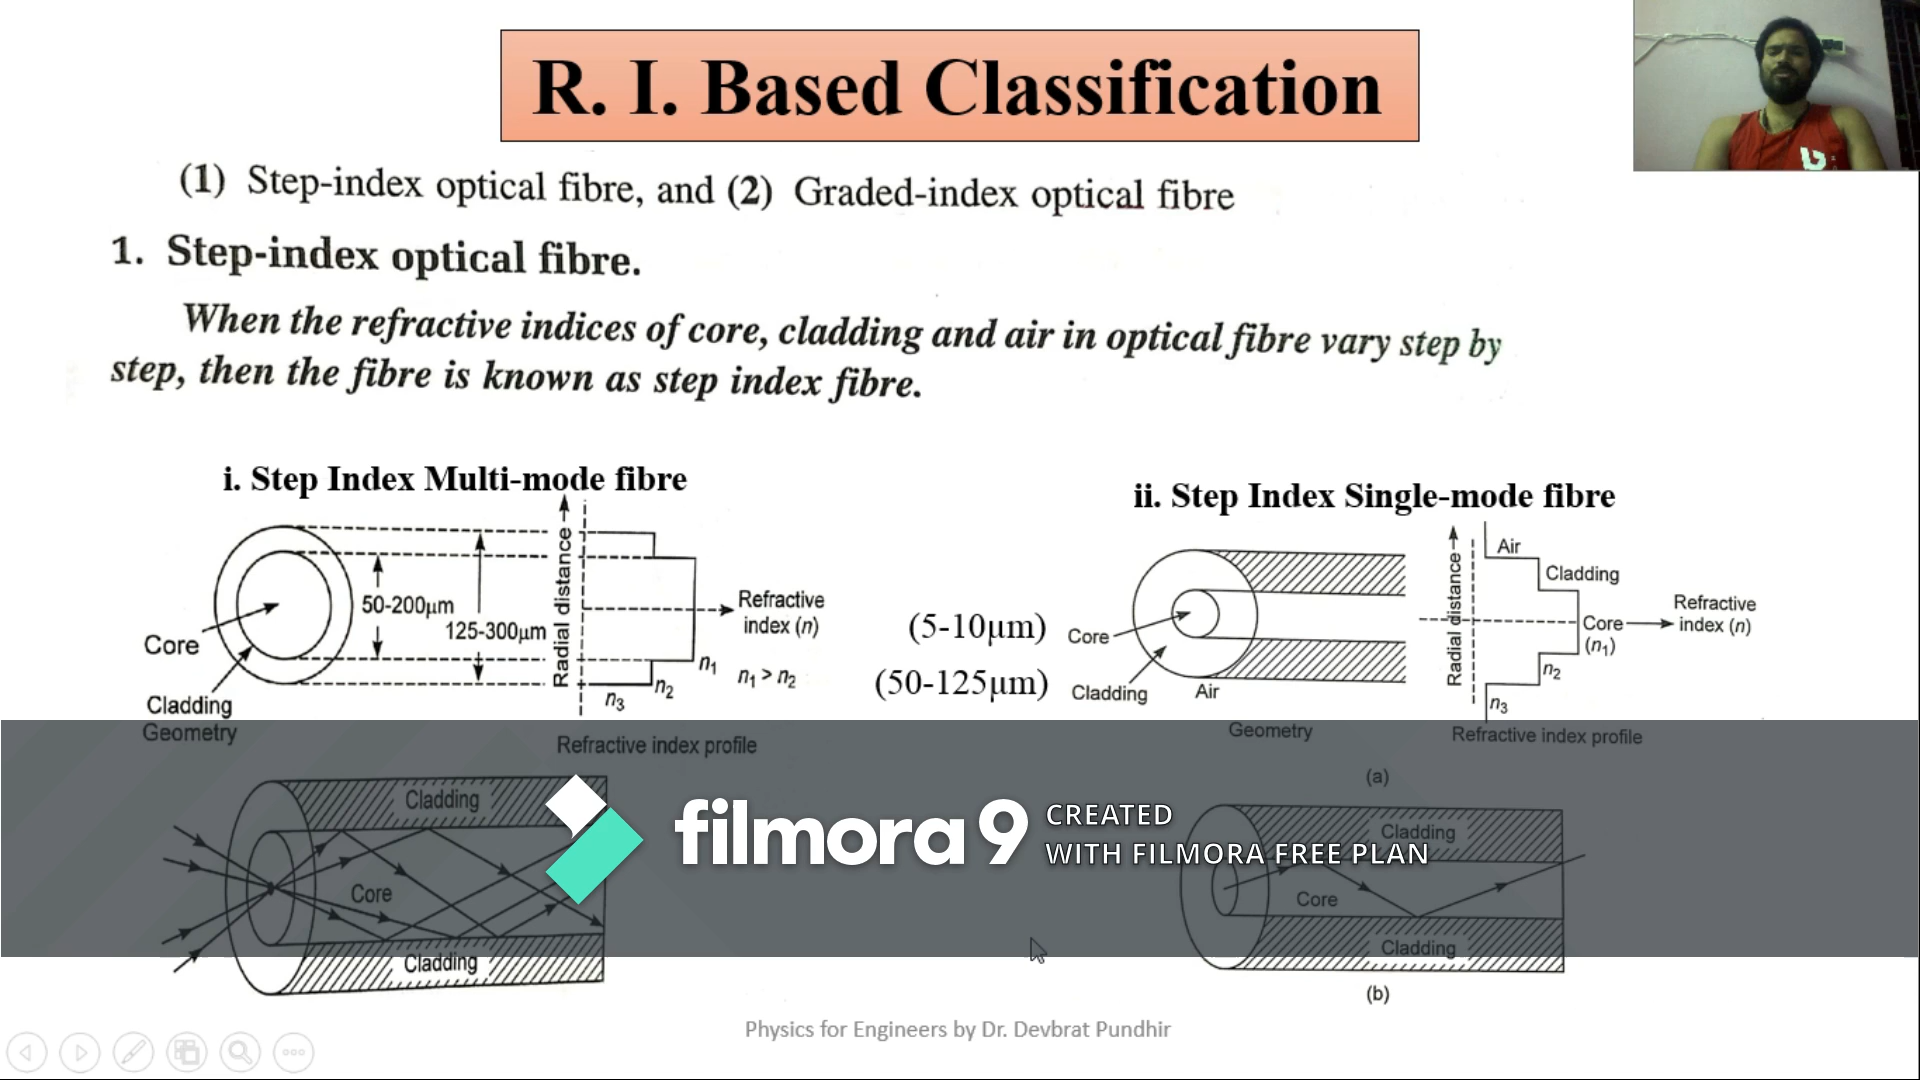 R. I. Based Classification
(1) Step-index optical fibre, and (2) Graded-index optical fibre
1. Step-index optical fibre.
When the refractive indices of core, cladding and air in optical fibre vary step by
step, then the fibre is known as step index fibre.
i. Step Index Multi-mode fibre
Core
Cladding
Geometry
50-200µm
125-300µm
Radial distance
Refractive
index (n)
n1
n1 > n2
n2
n3
Refractive index profile
Cladding
Core
Cladding
ii. Step Index Single-mode fibre
(5-10µm)
(50-125µm)
Core
Cladding
Air
Geometry
Radial distance
Air
Cladding
Core
(n1)
Refractive
index (n)
n2
n3
Refractive index profile
(a)
Cladding
Core
Cladding
(b)
filmora9
CREATED
WITH FILMORA FREE PLAN
Physics for Engineers by Dr. Devbrat Pundhir